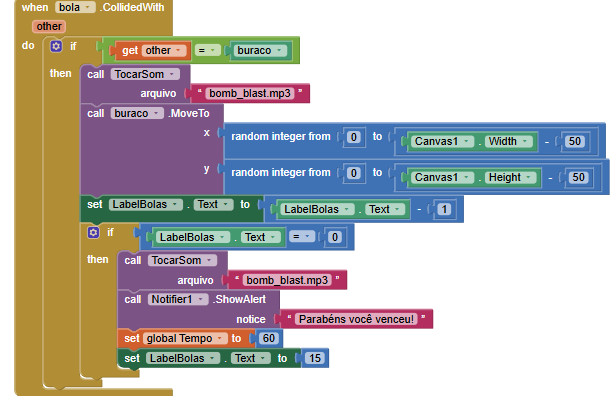 when bola .CollidedWith
other
do if get other = buraco
then call TocarSom
arquivo “ bomb_blast.mp3 ”
call buraco .MoveTo
x random integer from 0 to Canvas1 . Width - 50
y random integer from 0 to Canvas1 . Height - 50
set LabelBolas . Text to LabelBolas . Text - 1
if LabelBolas . Text = 0
then call TocarSom
arquivo “ bomb_blast.mp3 ”
call Notifier1 .ShowAlert
notice “ Parabéns você venceu! ”
set global Tempo to 60
set LabelBolas . Text to 15